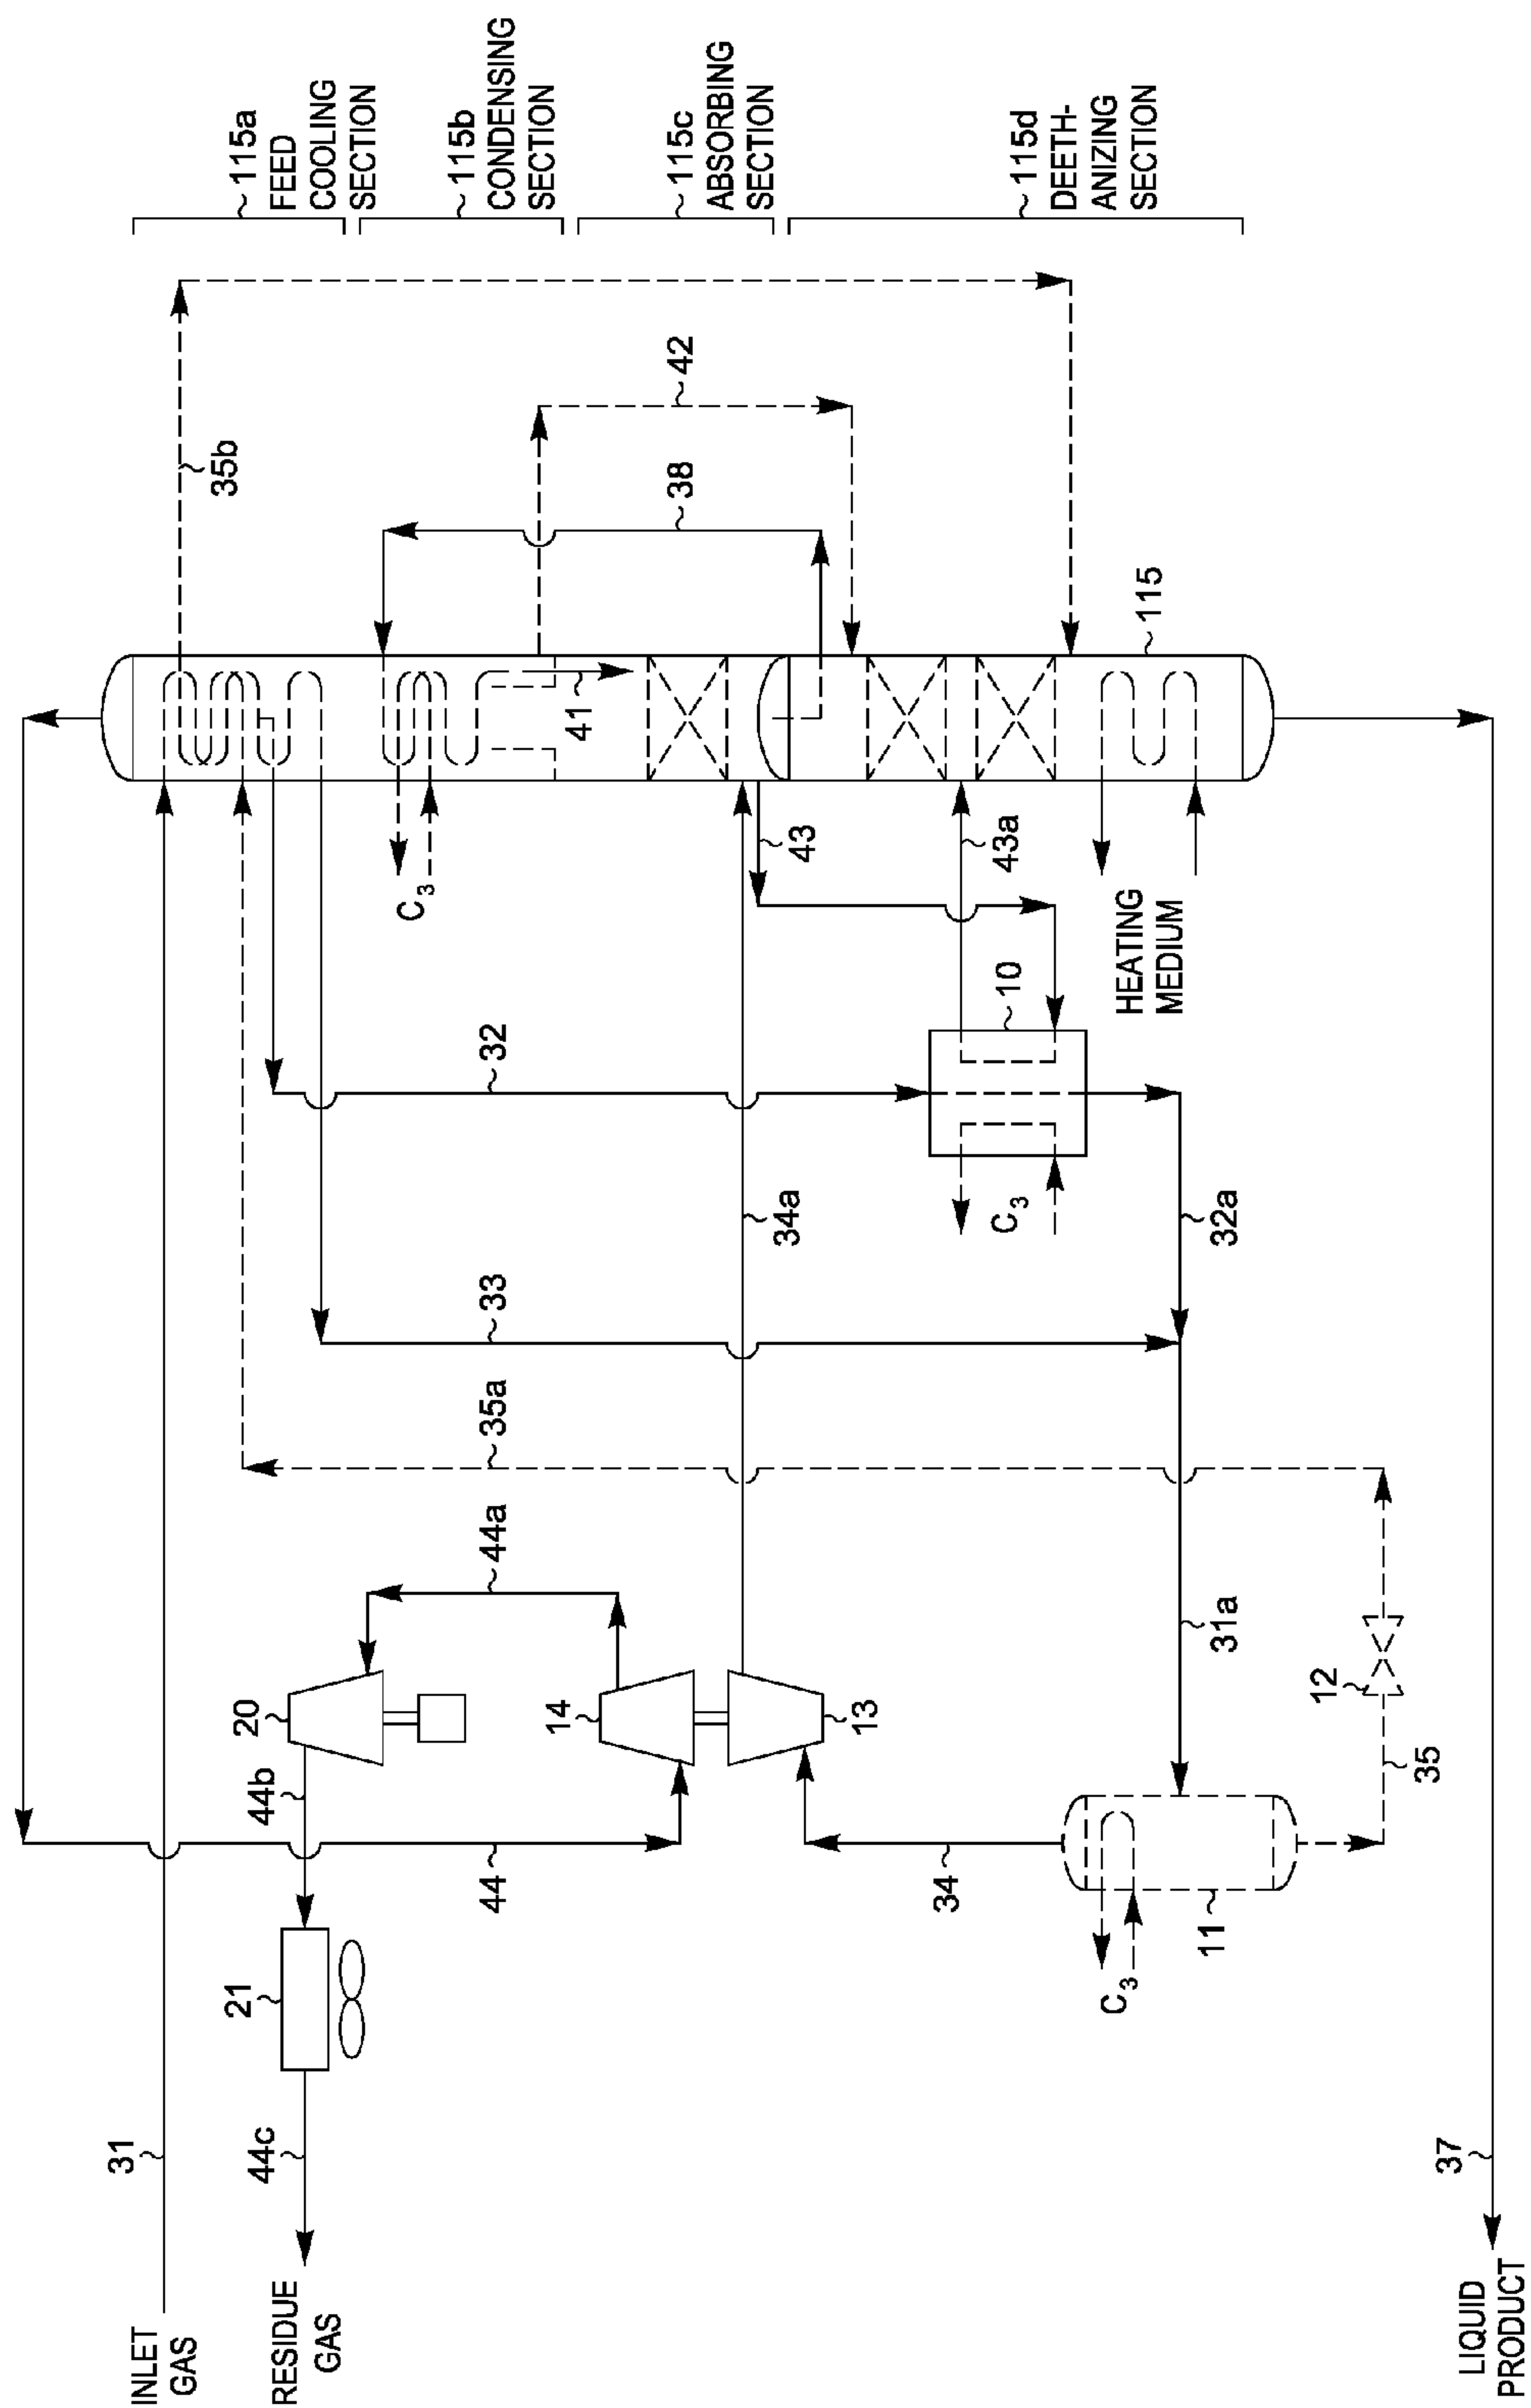 115a
FEED
COOLING
SECTION
115b
CONDENSING
SECTION
115c
ABSORBING
SECTION
115d
DEETH-
ANIZING
SECTION
35b
42
38
41
115
C3
43
43a
HEATING
MEDIUM
10
32
C3
34a
32a
33
35a
44a
31a
20
14
13
12
44b
35
44
34
11
C3
21
31
44c
37
INLET
GAS
RESIDUE
GAS
LIQUID
PRODUCT